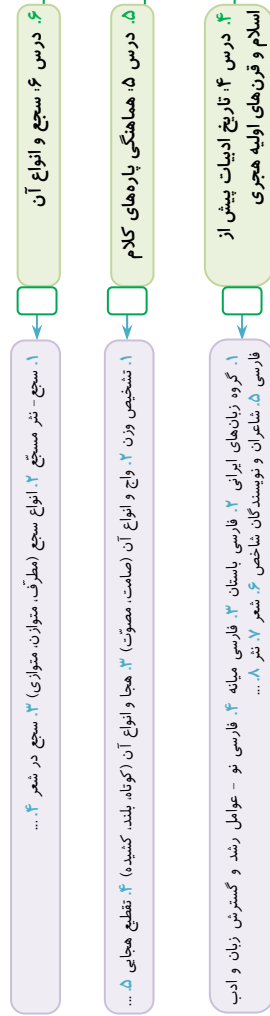 ۴. درس ۴: تاریخ ادبیات پیش از
اسلام و قرن‌های اولیه هجری
۱. گروه زبان‌های ایرانی ۲. فارسی باستان ۳. فارسی میانه ۴. فارسی نو - عوامل رشد و گسترش زبان و ادب
فارسی ۵. شاعران و نویسندگان شاخص ۶. شعر ۷. نثر ۸. ...
۵. درس ۵: هماهنگی پاره‌های کلام
۱. تشخیص وزن ۲. واج و انواع آن (صامت، مصوّت) ۳. هجا و انواع آن (کوتاه، بلند، کشیده) ۴. تقطیع هجایی ۵. ...
۶. درس ۶: سجع و انواع آن
۱. سجع - نثر مسجّع ۲. انواع سجع (مطرّف، متوازن، متوازی) ۳. سجع در شعر ۴. ...